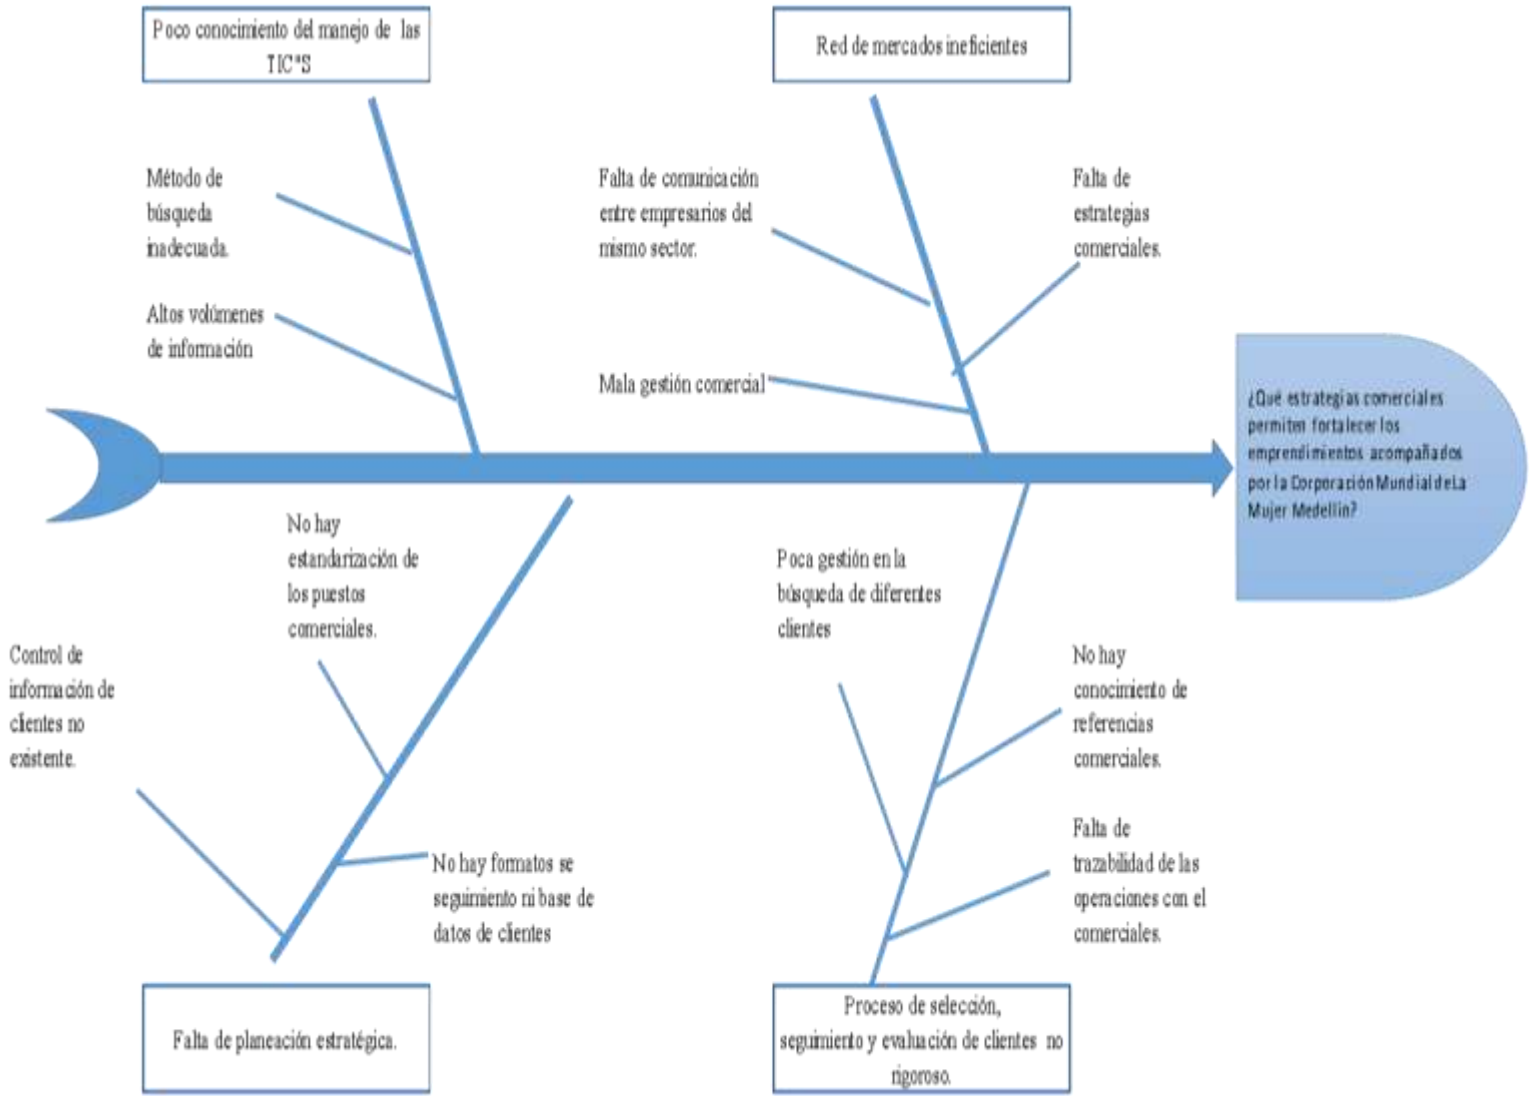 Poco conocimiento del manejo de las
TIC"S
Red de mercados ineficientes
Método de
búsqueda
inadecuada.
Altos volúmenes
de información
Falta de comunicación
entre empresarios del
mismo sector.
Mala gestión comercial
Falta de
estrategias
comerciales.
¿Qué estrategias comerciales
permiten fortalecer los
emprendimientos acompañados
por la Corporación Mundial de La
Mujer Medellin?
No hay
estandarización de
los puestos
comerciales.
Control de
información de
clientes no
existente.
No hay formatos se
seguimiento ni base de
datos de clientes
Poca gestión en la
búsqueda de diferentes
clientes
No hay
conocimiento de
referencias
comerciales.
Falta de
trazabilidad de las
operaciones con el
comerciales.
Falta de planeación estratégica.
Proceso de selección,
seguimiento y evaluación de clientes no
rigoroso.